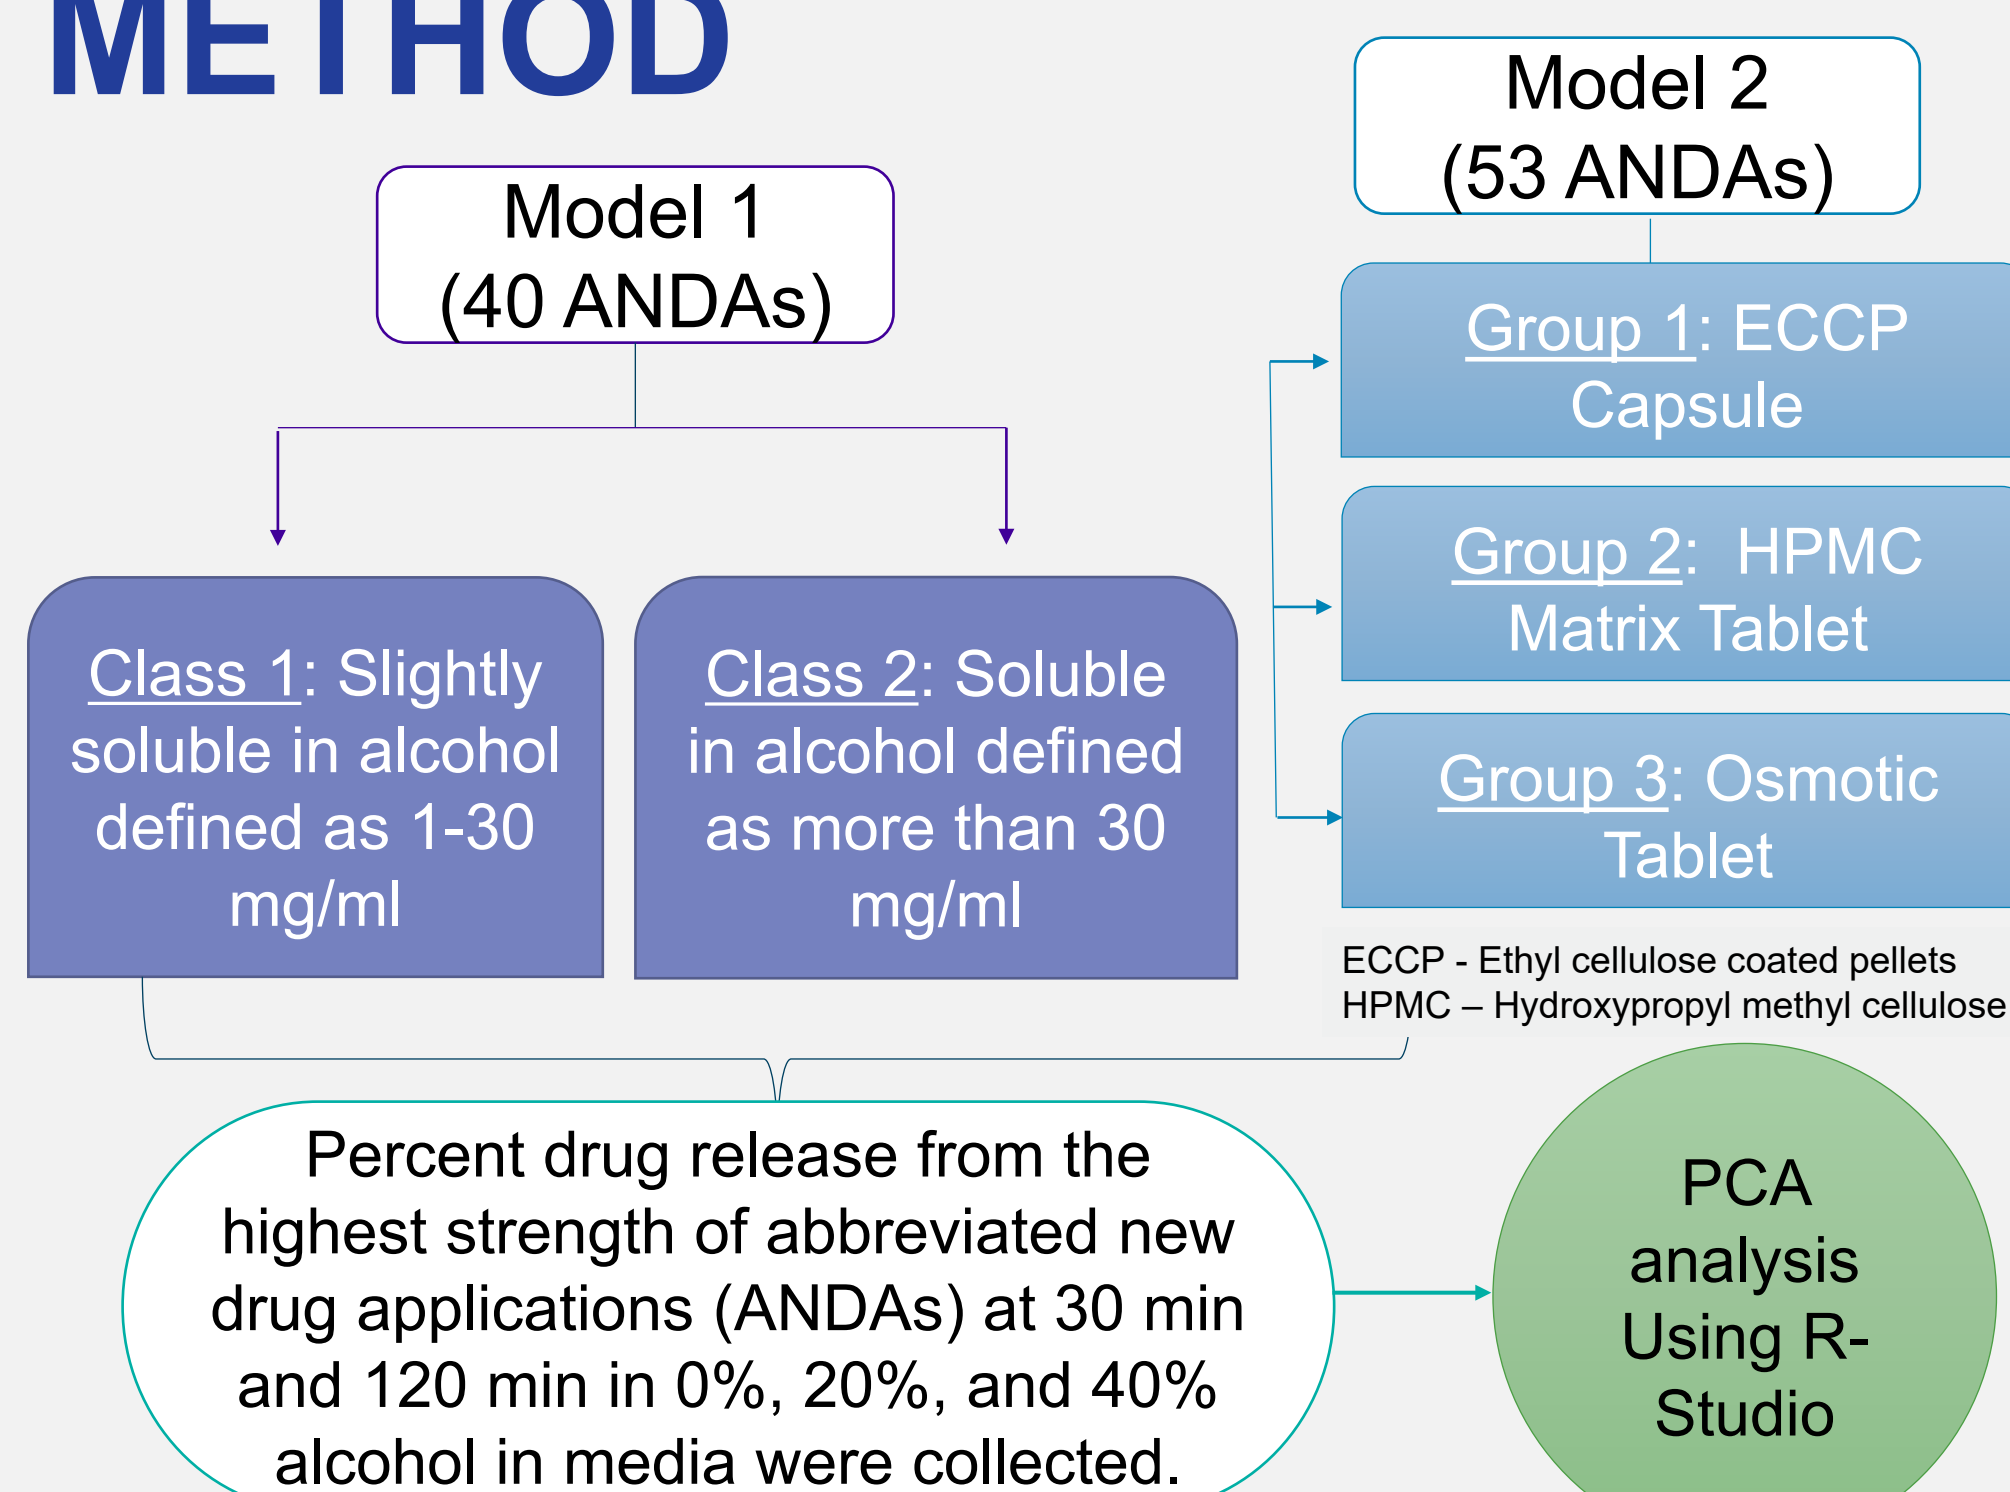 METHOD
Model 1
(40 ANDAs)
Class 1: Slightly
soluble in alcohol
defined as 1-30
mg/ml
Class 2: Soluble
in alcohol defined
as more than 30
mg/ml
Model 2
(53 ANDAs)
Group 1: ECCP
Capsule
Group 2: HPMC
Matrix Tablet
Group 3: Osmotic
Tablet
ECCP - Ethyl cellulose coated pellets
HPMC – Hydroxypropyl methyl cellulose
Percent drug release from the
highest strength of abbreviated new
drug applications (ANDAs) at 30 min
and 120 min in 0%, 20%, and 40%
alcohol in media were collected.
PCA
analysis
Using R-
Studio